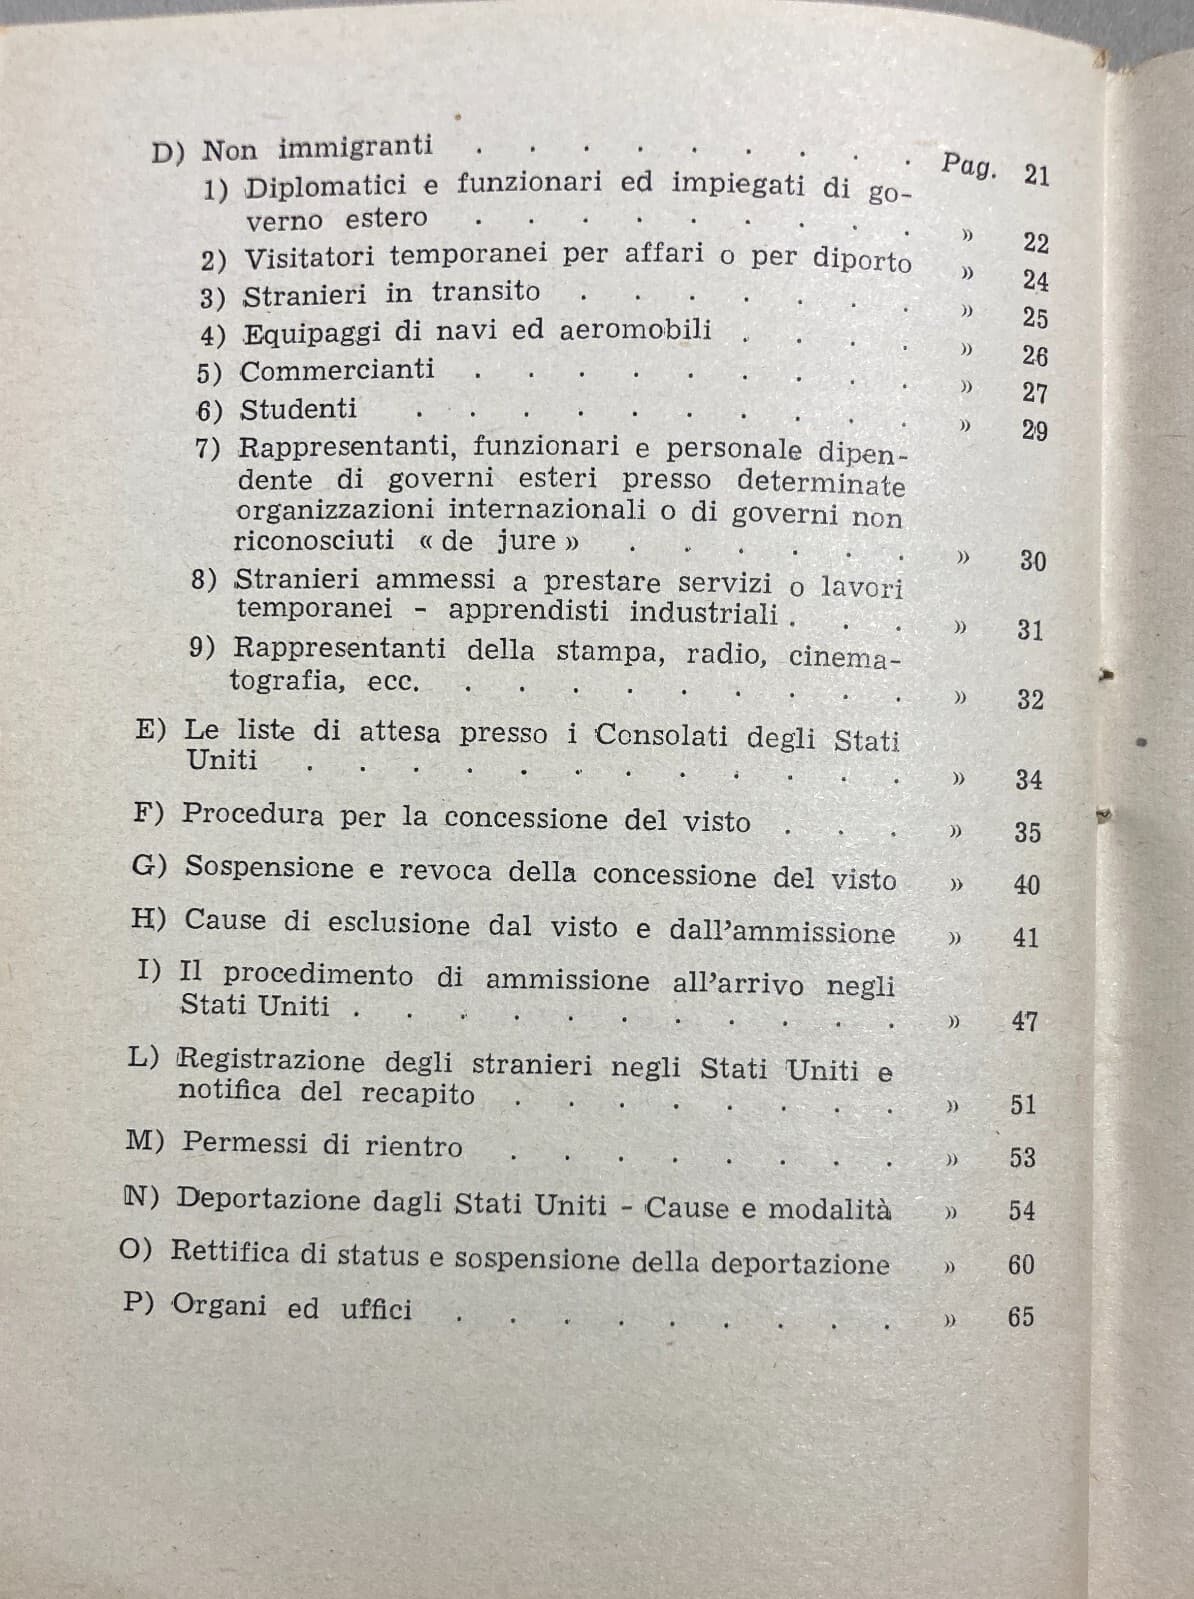 D) Non immigranti . . . . . . . . . Pag. 21
1) Diplomatici e funzionari ed impiegati di go-
verno estero . . . . . . . . . » 22
2) Visitatori temporanei per affari o per diporto » 24
3) Stranieri in transito . . . . . . . » 25
4) Equipaggi di navi ed aeromobili . . . . » 26
5) Commercianti . . . . . . . . . » 27
6) Studenti . . . . . . . . . . » 29
7) Rappresentanti, funzionari e personale dipen-
dente di governi esteri presso determinate
organizzazioni internazionali o di governi non
riconosciuti « de jure » . . . . . . » 30
8) Stranieri ammessi a prestare servizi o lavori
temporanei - apprendisti industriali . . . » 31
9) Rappresentanti della stampa, radio, cinema-
tografia, ecc. . . . . . . . . . » 32
E) Le liste di attesa presso i Consolati degli Stati
Uniti . . . . . . . . . . . . » 34
F) Procedura per la concessione del visto . . . » 35
G) Sospensione e revoca della concessione del visto » 40
H) Cause di esclusione dal visto e dall'ammissione » 41
I) Il procedimento di ammissione all'arrivo negli
Stati Uniti . . . . . . . . . . . » 47
L) Registrazione degli stranieri negli Stati Uniti e
notifica del recapito . . . . . . . . » 51
M) Permessi di rientro . . . . . . . . » 53
N) Deportazione dagli Stati Uniti - Cause e modalità » 54
O) Rettifica di status e sospensione della deportazione » 60
P) Organi ed uffici . . . . . . . . . » 65